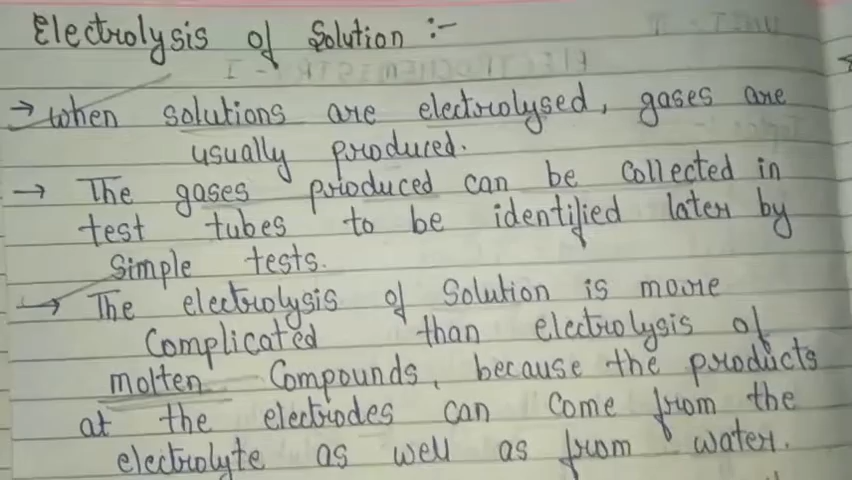 Electrolysis of Solution :-
→ When solutions are electrolysed, gases are
usually produced.
→ The gases produced can be collected in
test tubes to be identified later by
simple tests.
→ The electrolysis of Solution is more
Complicated than electrolysis of
molten Compounds, because the products
at the electrodes can come from the
electrolyte as well as from water.